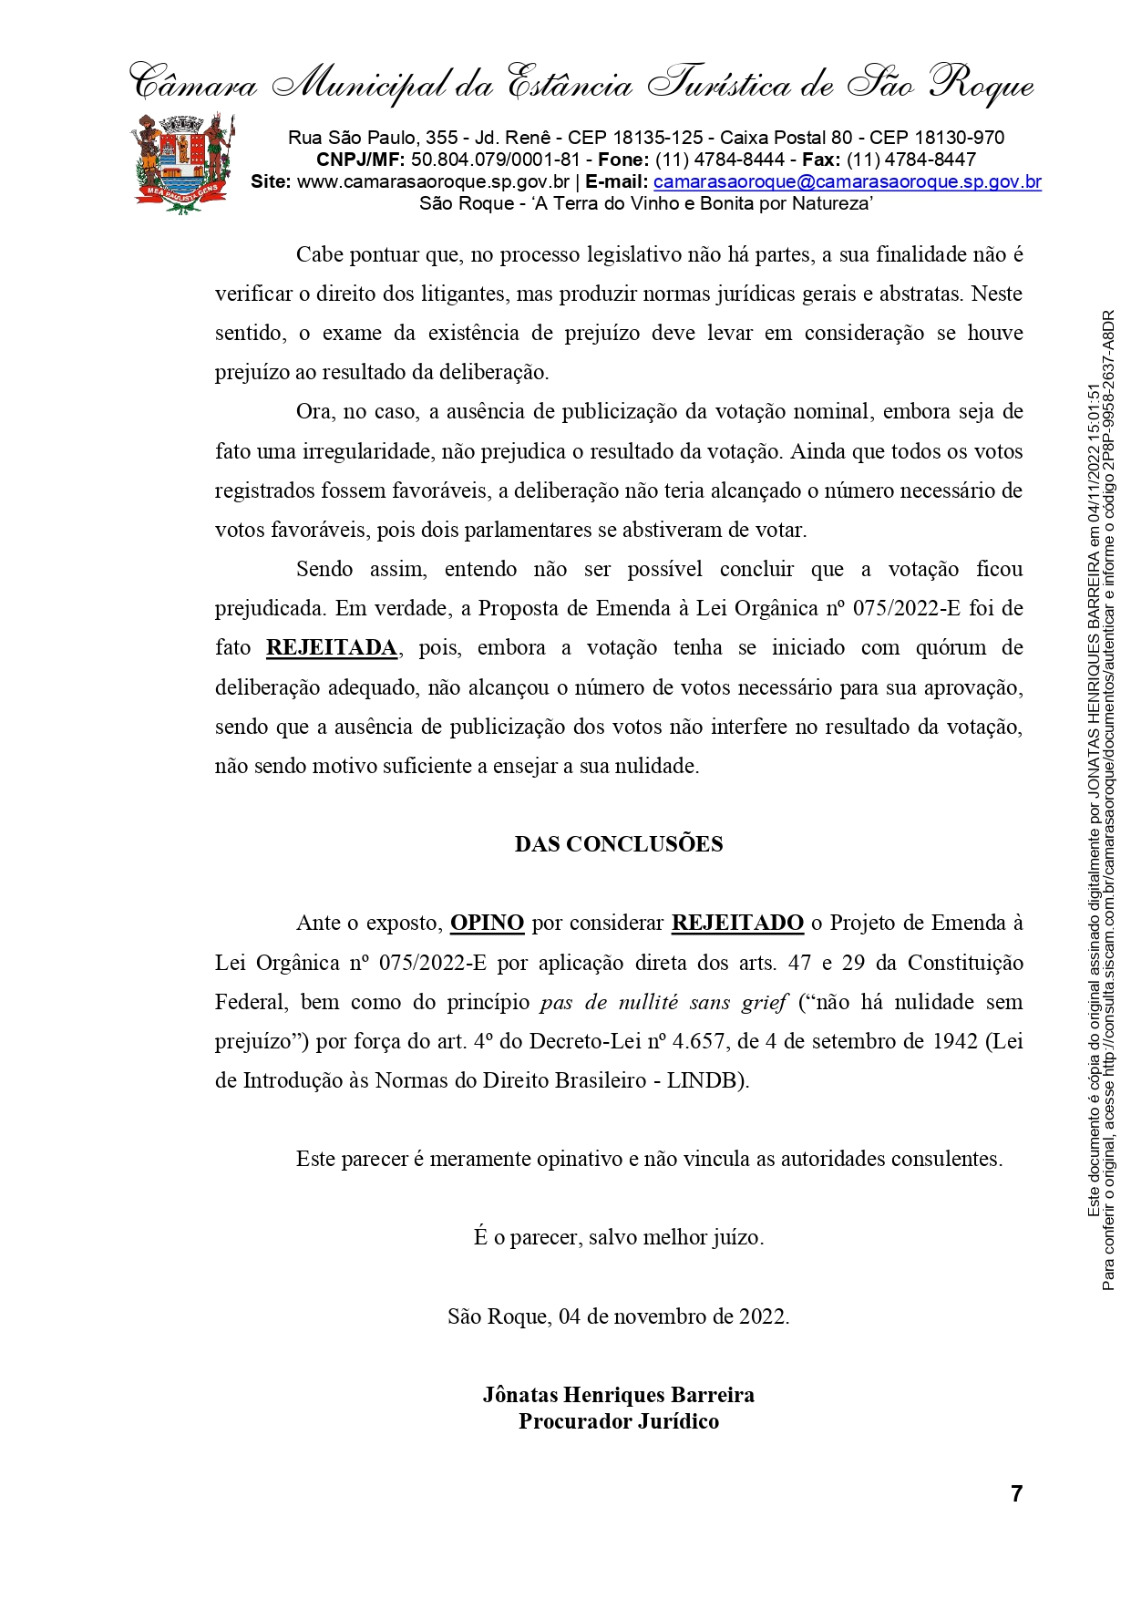 Câmara Municipal da Estância Turística de São Roque
Rua São Paulo, 355 - Jd. Renê - CEP 18135-125 - Caixa Postal 80 - CEP 18130-970
CNPJ/MF: 50.804.079/0001-81 - Fone: (11) 4784-8444 - Fax: (11) 4784-8447
Site: www.camarasaoroque.sp.gov.br | E-mail: camarasaoroque@camarasaoroque.sp.gov.br
São Roque - ‘A Terra do Vinho e Bonita por Natureza’
Cabe pontuar que, no processo legislativo não há partes, a sua finalidade não é
verificar o direito dos litigantes, mas produzir normas jurídicas gerais e abstratas. Neste
sentido, o exame da existência de prejuízo deve levar em consideração se houve
prejuízo ao resultado da deliberação.
Ora, no caso, a ausência de publicização da votação nominal, embora seja de
fato uma irregularidade, não prejudica o resultado da votação. Ainda que todos os votos
registrados fossem favoráveis, a deliberação não teria alcançado o número necessário de
votos favoráveis, pois dois parlamentares se abstiveram de votar.
Sendo assim, entendo não ser possível concluir que a votação ficou
prejudicada. Em verdade, a Proposta de Emenda à Lei Orgânica nº 075/2022-E foi de
fato REJEITADA, pois, embora a votação tenha se iniciado com quórum de
deliberação adequado, não alcançou o número de votos necessário para sua aprovação,
sendo que a ausência de publicização dos votos não interfere no resultado da votação,
não sendo motivo suficiente a ensejar a sua nulidade.
DAS CONCLUSÕES
Ante o exposto, OPINO por considerar REJEITADO o Projeto de Emenda à
Lei Orgânica nº 075/2022-E por aplicação direta dos arts. 47 e 29 da Constituição
Federal, bem como do princípio pas de nullité sans grief (“não há nulidade sem
prejuízo”) por força do art. 4º do Decreto-Lei nº 4.657, de 4 de setembro de 1942 (Lei
de Introdução às Normas do Direito Brasileiro - LINDB).
Este parecer é meramente opinativo e não vincula as autoridades consulentes.
É o parecer, salvo melhor juízo.
São Roque, 04 de novembro de 2022.
Jônatas Henriques Barreira
Procurador Jurídico
7
Este documento é cópia do original assinado digitalmente por JONATAS HENRIQUES BARREIRA em 04/11/2022 15:01:51
Para conferir o original, acesse http://consulta.siscam.com.br/camarasaoroque/documentos/autenticar e informe o código 2P8P-9958-2637-A8DR